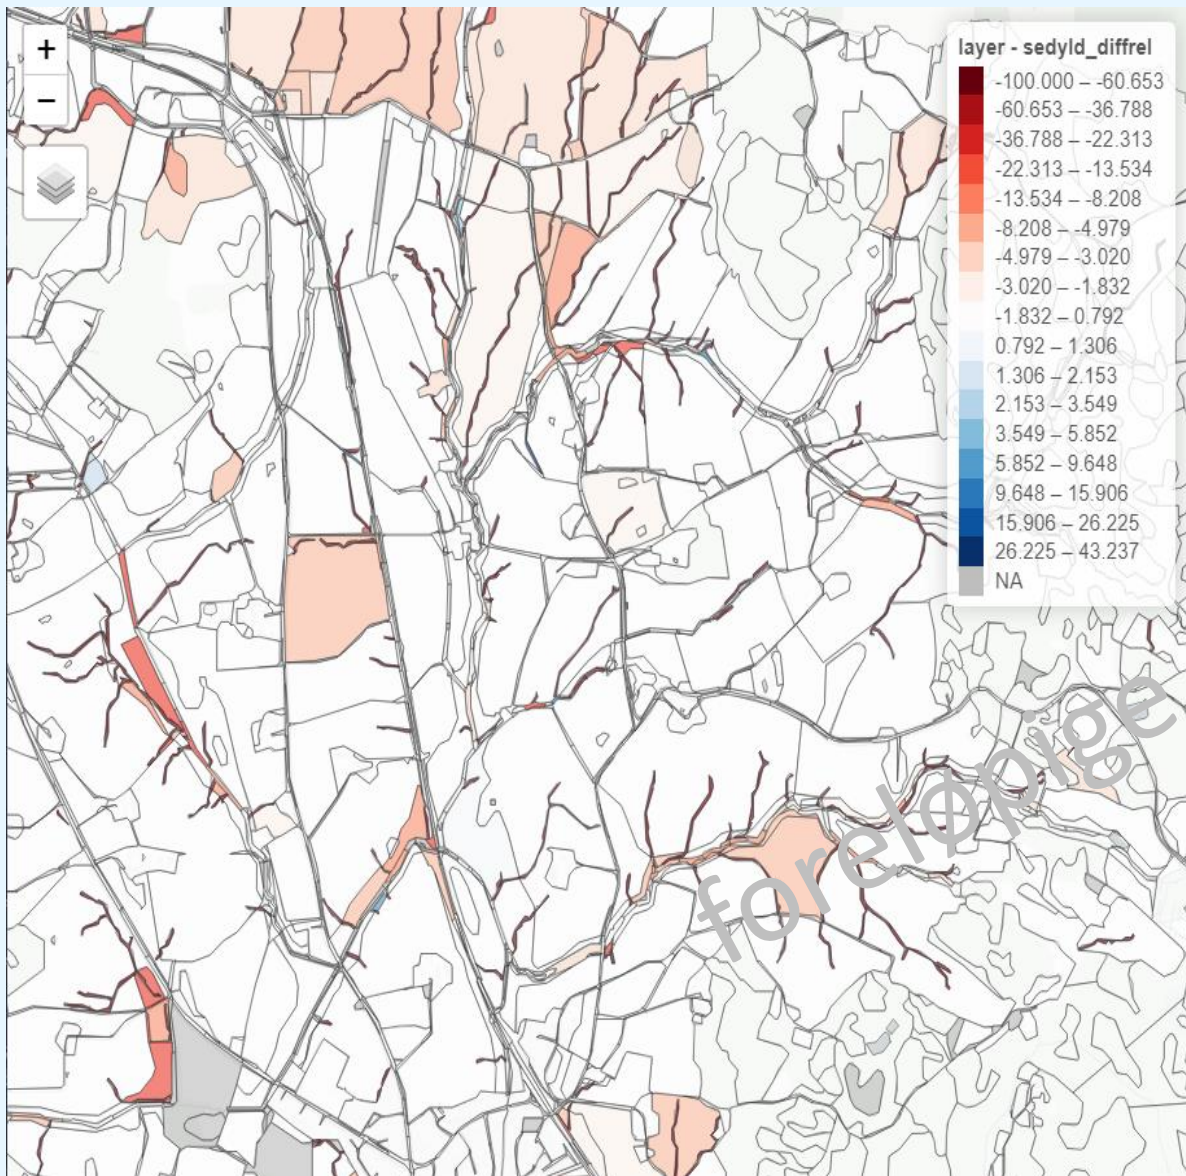 +
−
layer - sedyld_diffrel
-100.000 – -60.653
-60.653 – -36.788
-36.788 – -22.313
-22.313 – -13.534
-13.534 – -8.208
-8.208 – -4.979
-4.979 – -3.020
-3.020 – -1.832
-1.832 – 0.792
0.792 – 1.306
1.306 – 2.153
2.153 – 3.549
3.549 – 5.852
5.852 – 9.648
9.648 – 15.906
15.906 – 26.225
26.225 – 43.237
NA
foreløpige